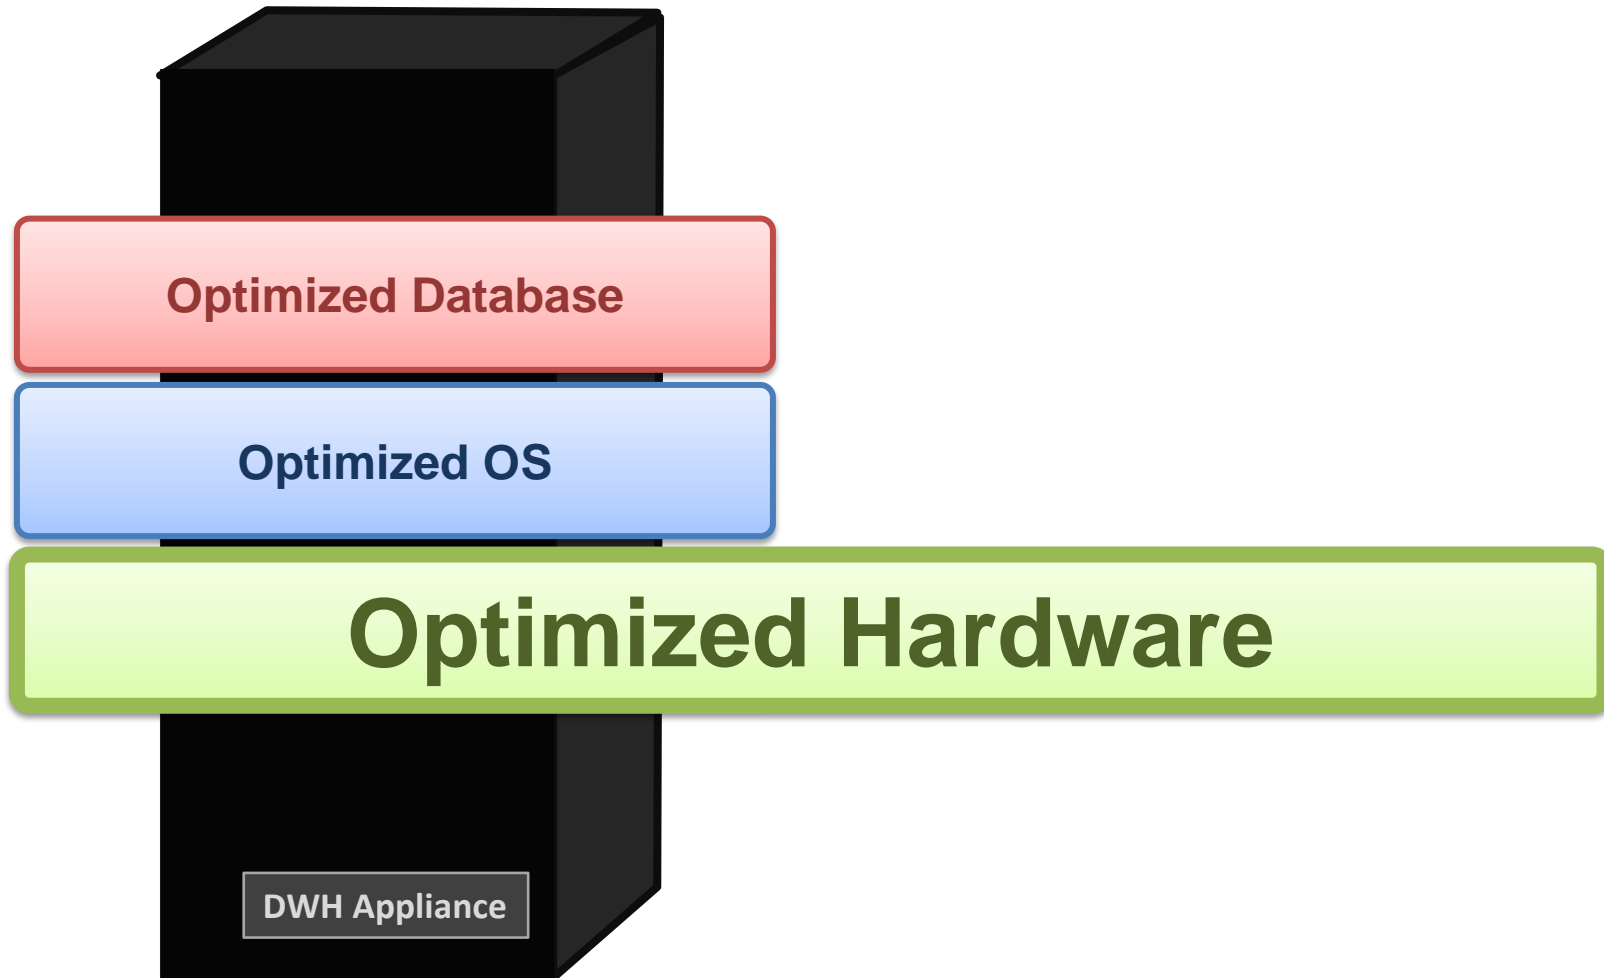 Optimized Database
Optimized OS
Optimized Hardware
DWH Appliance